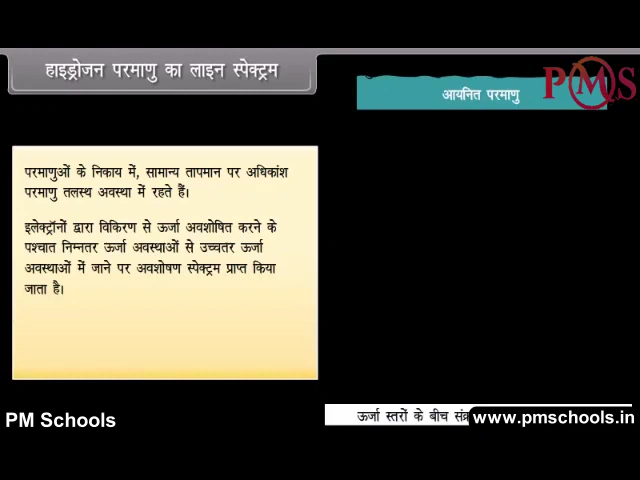 हाइड्रोजन परमाणु का लाइन स्पेक्ट्रम
PMS
आयनित परमाणु
परमाणुओं के निकाय में, सामान्य तापमान पर अधिकांश
परमाणु तलस्थ अवस्था में रहते हैं।
इलेक्ट्रॉनों द्वारा विकिरण से ऊर्जा अवशोषित करने के
पश्चात निम्नतर ऊर्जा अवस्थाओं से उच्चतर ऊर्जा
अवस्थाओं में जाने पर अवशोषण स्पेक्ट्रम प्राप्त किया
जाता है।
ऊर्जा स्तरों के बीच
PM Schools
www.pmschools.in